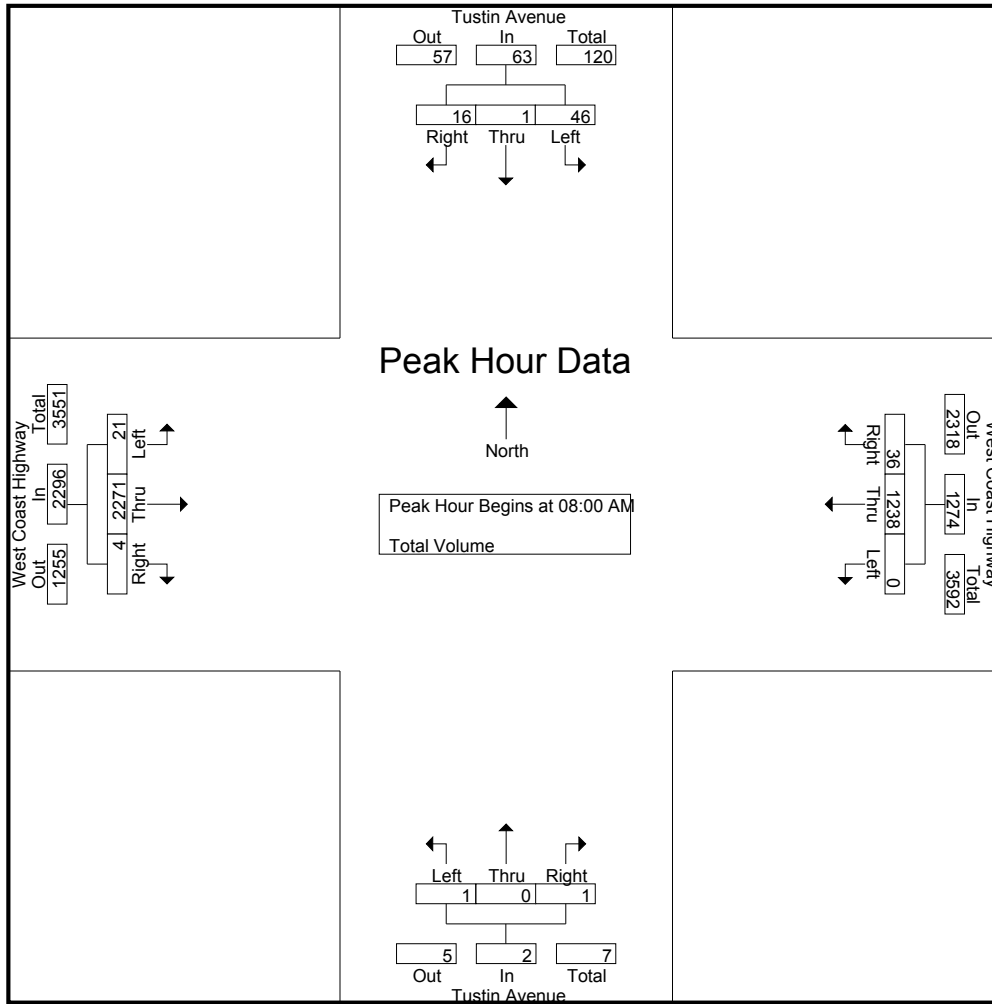 Tustin Avenue
Out In Total
57 63 120
16 1 46
Right Thru Left
Peak Hour Data
North
Peak Hour Begins at 08:00 AM
Total Volume
West Coast Highway
Out In Total
1255 2296 3551
4 2271 21
Right Thru Left
West Coast Highway
Out In Total
2318 1274 3592
36 1238 0
Right Thru Left
Left Thru Right
1 0 1
5 2 7
Out In Total
Tustin Avenue